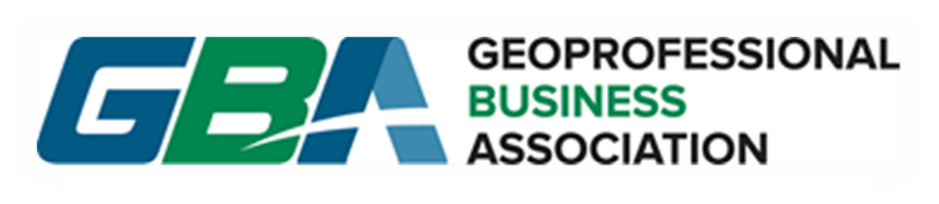 GBA
GEOPROFESSIONAL
BUSINESS
ASSOCIATION